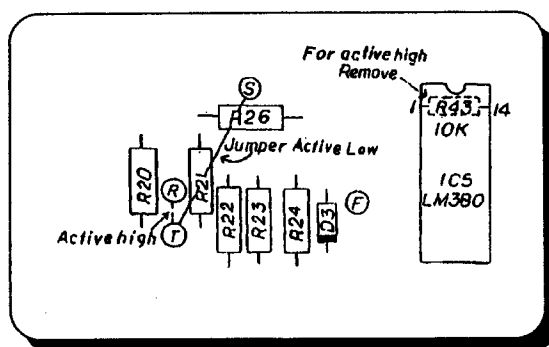 For active high
Remove
S
1 R43 14
R26
10K
Jumper Active Low
R20
R
R21
ICS
LM380
R22
R23
R24
D3
F
Active high
T